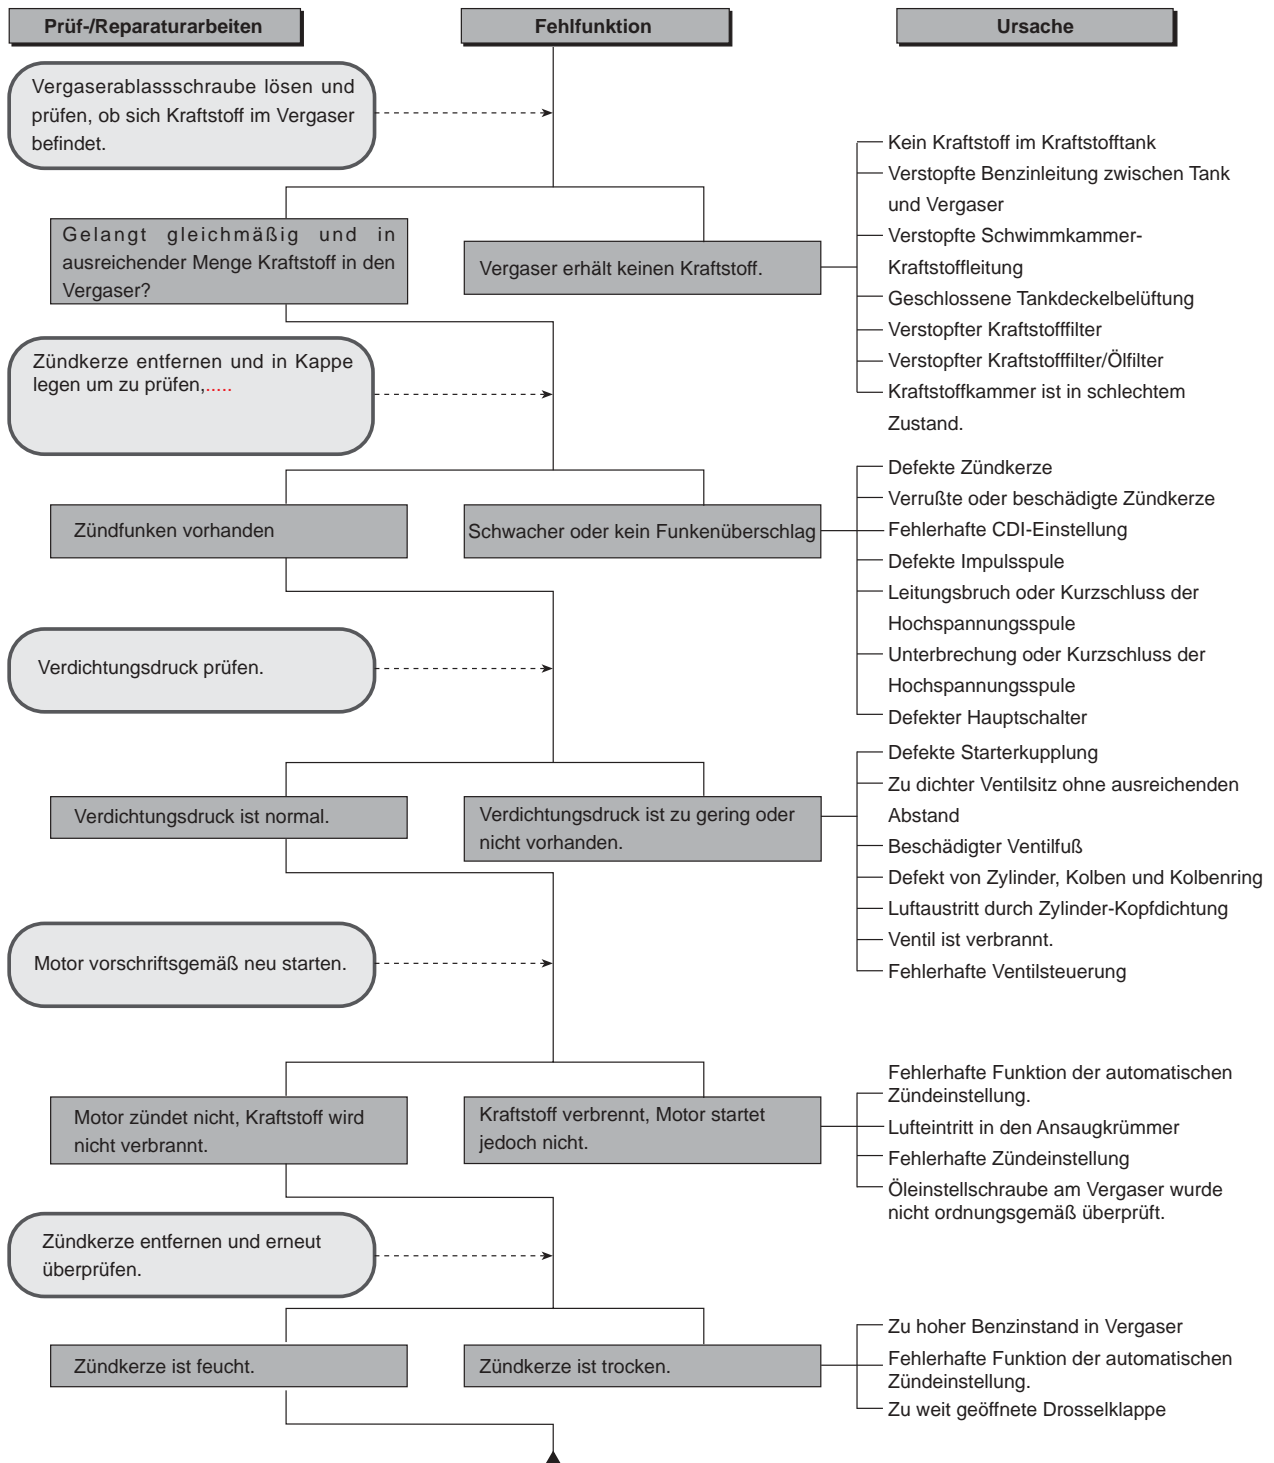 Prüf-/Reparaturarbeiten
Fehlfunktion
Ursache
Vergaserablassschraube lösen und
prüfen, ob sich Kraftstoff im Vergaser
befindet.
Gelangt gleichmäßig und in
ausreichender Menge Kraftstoff in den
Vergaser?
Vergaser erhält keinen Kraftstoff.
Kein Kraftstoff im Kraftstofftank
Verstopfte Benzinleitung zwischen Tank
und Vergaser
Verstopfte Schwimmkammer-
Kraftstoffleitung
Geschlossene Tankdeckelbelüftung
Verstopfter Kraftstofffilter
Verstopfter Kraftstofffilter/Ölfilter
Kraftstoffkammer ist in schlechtem
Zustand.
Zündkerze entfernen und in Kappe
legen um zu prüfen,.....
Zündfunken vorhanden
Schwacher oder kein Funkenüberschlag
Defekte Zündkerze
Verrußte oder beschädigte Zündkerze
Fehlerhafte CDI-Einstellung
Defekte Impulsspule
Leitungsbruch oder Kurzschluss der
Hochspannungsspule
Unterbrechung oder Kurzschluss der
Hochspannungsspule
Defekter Hauptschalter
Verdichtungsdruck prüfen.
Verdichtungsdruck ist normal.
Verdichtungsdruck ist zu gering oder
nicht vorhanden.
Defekte Starterkupplung
Zu dichter Ventilsitz ohne ausreichenden
Abstand
Beschädigter Ventilfuß
Defekt von Zylinder, Kolben und Kolbenring
Luftaustritt durch Zylinder-Kopfdichtung
Ventil ist verbrannt.
Fehlerhafte Ventilsteuerung
Motor vorschriftsgemäß neu starten.
Motor zündet nicht, Kraftstoff wird
nicht verbrannt.
Kraftstoff verbrennt, Motor startet
jedoch nicht.
Fehlerhafte Funktion der automatischen
Zündeinstellung.
Lufteintritt in den Ansaugkrümmer
Fehlerhafte Zündeinstellung
Öleinstellschraube am Vergaser wurde
nicht ordnungsgemäß überprüft.
Zündkerze entfernen und erneut
überprüfen.
Zündkerze ist feucht.
Zündkerze ist trocken.
Zu hoher Benzinstand in Vergaser
Fehlerhafte Funktion der automatischen
Zündeinstellung.
Zu weit geöffnete Drosselklappe